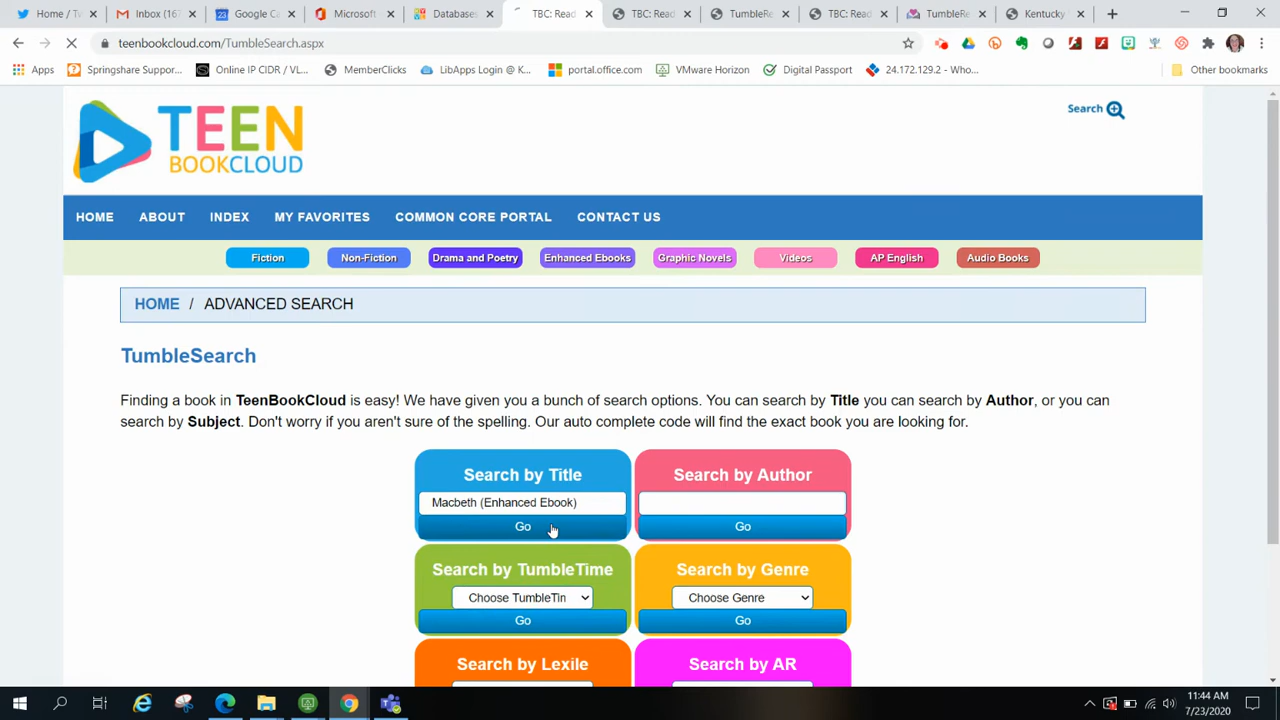 Home / Tw
Inbox (167
Google Ca
Microsoft
Databases
TBC: Read
TBC: Read
TumbleRe
TBC: Read
TumbleRe
Kentucky
teenbookcloud.com/TumbleSearch.aspx
Apps
Springshare Suppor...
Online IP CIDR / VL...
MemberClicks
LibApps Login @ K...
portal.office.com
VMware Horizon
Digital Passport
24.172.129.2 - Who...
Other bookmarks
TEEN
BOOKCLOUD
Search
HOME ABOUT INDEX MY FAVORITES COMMON CORE PORTAL CONTACT US
Fiction Non-Fiction Drama and Poetry Enhanced Ebooks Graphic Novels Videos AP English Audio Books
HOME / ADVANCED SEARCH
TumbleSearch
Finding a book in TeenBookCloud is easy! We have given you a bunch of search options. You can search by Title you can search by Author, or you can
search by Subject. Don't worry if you aren't sure of the spelling. Our auto complete code will find the exact book you are looking for.
Search by Title
Macbeth (Enhanced Ebook)
Go
Search by Author
Go
Search by TumbleTime
Choose TumbleTin
Go
Search by Genre
Choose Genre
Go
Search by Lexile
Search by AR
11:44 AM
7/23/2020